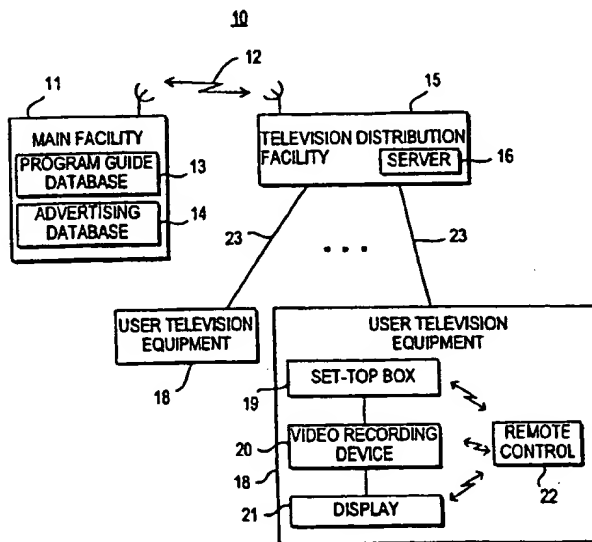 10
12
11
15
MAIN FACILITY
PROGRAM GUIDE
DATABASE
13
ADVERTISING
DATABASE
14
TELEVISION DISTRIBUTION
FACILITY
SERVER
16
23
23
USER TELEVISION
EQUIPMENT
18
USER TELEVISION
EQUIPMENT
SET-TOP BOX
19
VIDEO RECORDING
DEVICE
20
REMOTE
CONTROL
22
18
DISPLAY
21